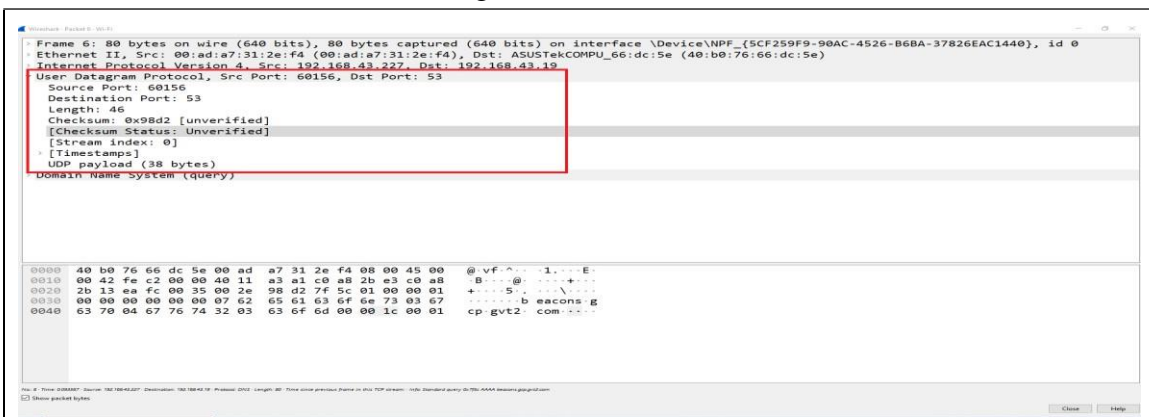 Wireshark · Packet 6 · Wi-Fi
Frame 6: 80 bytes on wire (640 bits), 80 bytes captured (640 bits) on interface \Device\NPF_{5CF259F9-90AC-4526-B6BA-37826EAC1440}, id 0
Ethernet II, Src: 00:ad:a7:31:2e:f4 (00:ad:a7:31:2e:f4), Dst: ASUSTekCOMPU_66:dc:5e (40:b0:76:66:dc:5e)
Internet Protocol Version 4, Src: 192.168.43.227, Dst: 192.168.43.19
User Datagram Protocol, Src Port: 60156, Dst Port: 53
Source Port: 60156
Destination Port: 53
Length: 46
Checksum: 0x98d2 [unverified]
[Checksum Status: Unverified]
[Stream index: 0]
[Timestamps]
UDP payload (38 bytes)
Domain Name System (query)
0000 40 b0 76 66 dc 5e 00 ad a7 31 2e f4 08 00 45 00 @·vf·^·· ·1.···E·
0010 00 42 fe c2 00 00 40 11 a3 a1 c0 a8 2b e3 c0 a8 ·B····@· ····+···
0020 2b 13 ea fc 00 35 00 2e 98 d2 7f 5c 01 00 00 01 +····5·. ···\····
0030 00 00 00 00 00 00 07 62 65 61 63 6f 6e 73 03 67 ·······b eacons·g
0040 63 70 04 67 76 74 32 03 63 6f 6d 00 00 1c 00 01 cp·gvt2· com·····
Show packet bytes
Close Help